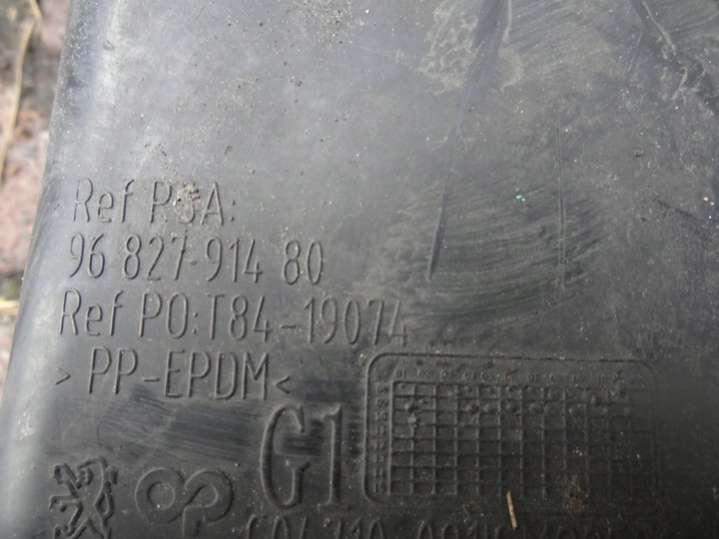 Ref PSA:
96 827 914 80
Ref PO:T84-19074
> PP-EPDM <
G1